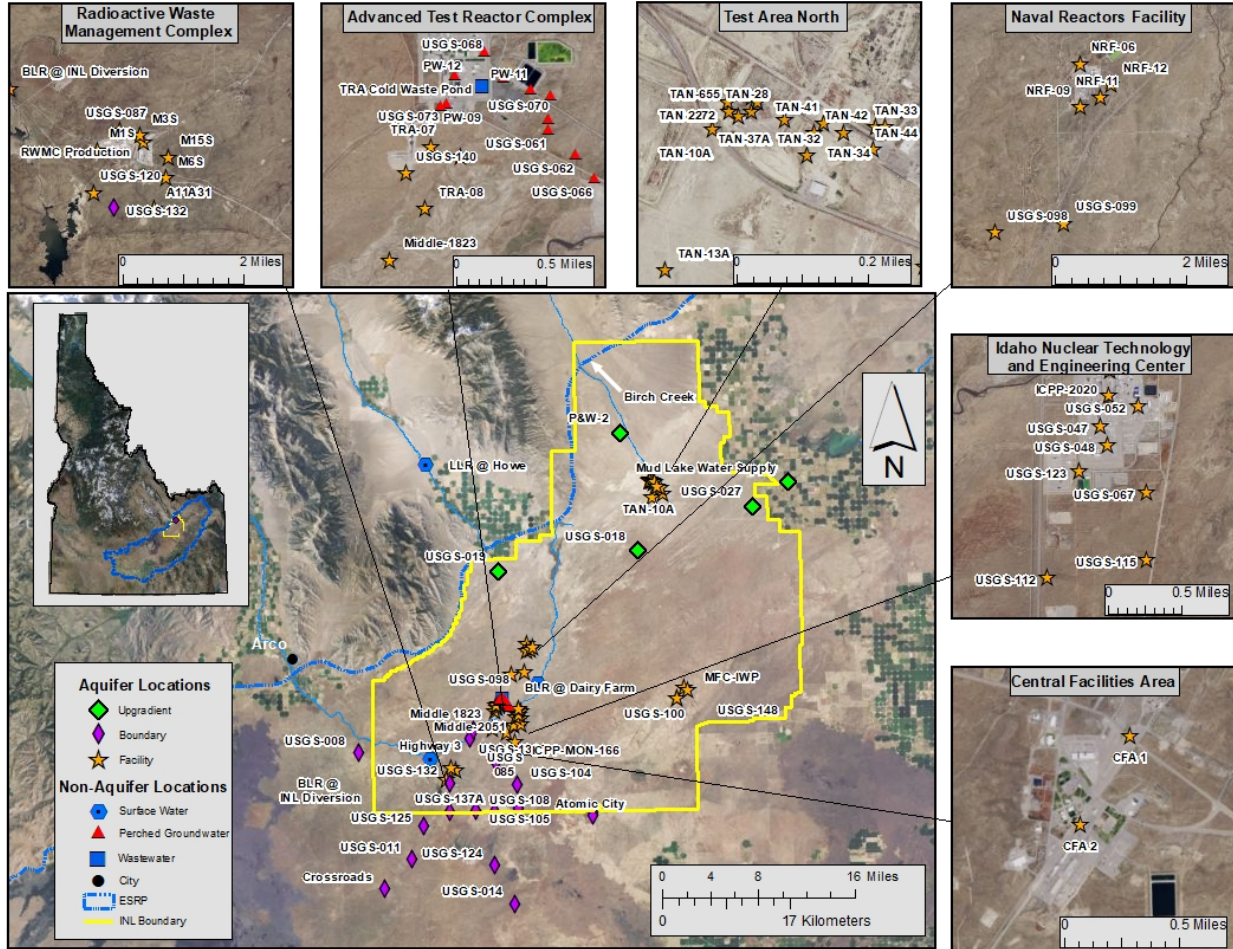 Radioactive Waste
Management Complex
BLR @ INL Diversion
USGS-087
M3S
M1S
M15S
RWMC Production
M6S
USGS-120
A11A31
USGS-132
0 2 Miles
Advanced Test Reactor Complex
USGS-068
PW-12
PW-11
TRA Cold Waste Pond
USGS-070
USGS-073
PW-09
TRA-07
USGS-061
USGS-140
USGS-062
TRA-08
USGS-066
Middle-1823
0 0.5 Miles
Test Area North
TAN-655
TAN-28
TAN-41
TAN-33
TAN-2272
TAN-42
TAN-37A
TAN-32
TAN-44
TAN-10A
TAN-34
TAN-13A
0 0.2 Miles
Naval Reactors Facility
NRF-06
NRF-12
NRF-11
NRF-09
USGS-099
USGS-098
0 2 Miles
Birch Creek
P&W-2
LLR @ Howe
Mud Lake Water Supply
USGS-027
TAN-10A
USGS-018
USGS-019
N
Arco
USGS-098
BLR @ Dairy Farm
MFC-IWP
USGS-100
USGS-148
Middle 1823
Middle-2051
USGS-008
Highway 3
USGS-13
ICPP-MON-166
USGS-132
USGS
085
USGS-104
BLR @
INL Diversion
USGS-137A
USGS-108
Atomic City
USGS-125
USGS-105
USGS-011
USGS-124
Crossroads
USGS-014
0 4 8 16 Miles
0 17 Kilometers
Aquifer Locations
Upgradient
Boundary
Facility
Non-Aquifer Locations
Surface Water
Perched Groundwater
Wastewater
City
ESRP
INL Boundary
Idaho Nuclear Technology
and Engineering Center
ICPP-2020
USGS-052
USGS-047
USGS-048
USGS-123
USGS-067
USGS-115
USGS-112
0 0.5 Miles
Central Facilities Area
CFA 1
CFA 2
0 0.5 Miles